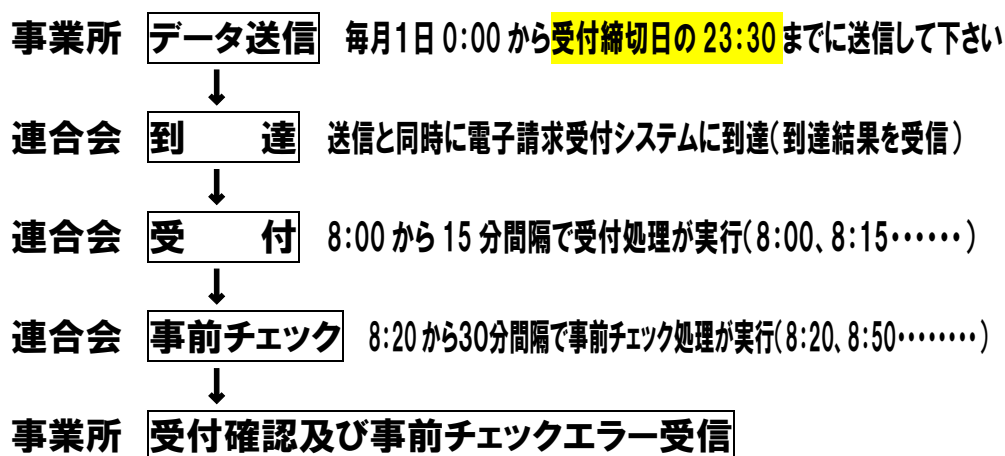 事業所 データ送信 毎月1日 0:00 から受付締切日の 23:30 までに送信して下さい
↓
連合会 到　　達 送信と同時に電子請求受付システムに到達(到達結果を受信)
↓
連合会 受　　付 8:00 から 15 分間隔で受付処理が実行(8:00、8:15・・・・・・)
↓
連合会 事前チェック 8:20 から30分間隔で事前チェック処理が実行(8:20、8:50・・・・・・・・)
↓
事業所 受付確認及び事前チェックエラー受信